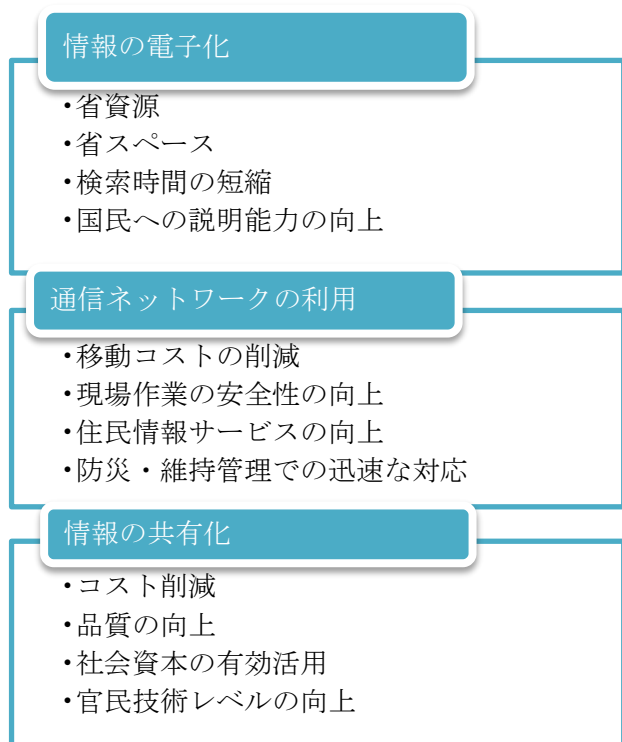 情報の電子化
•省資源
•省スペース
•検索時間の短縮
•国民への説明能力の向上
通信ネットワークの利用
•移動コストの削減
•現場作業の安全性の向上
•住民情報サービスの向上
•防災・維持管理での迅速な対応
情報の共有化
•コスト削減
•品質の向上
•社会資本の有効活用
•官民技術レベルの向上